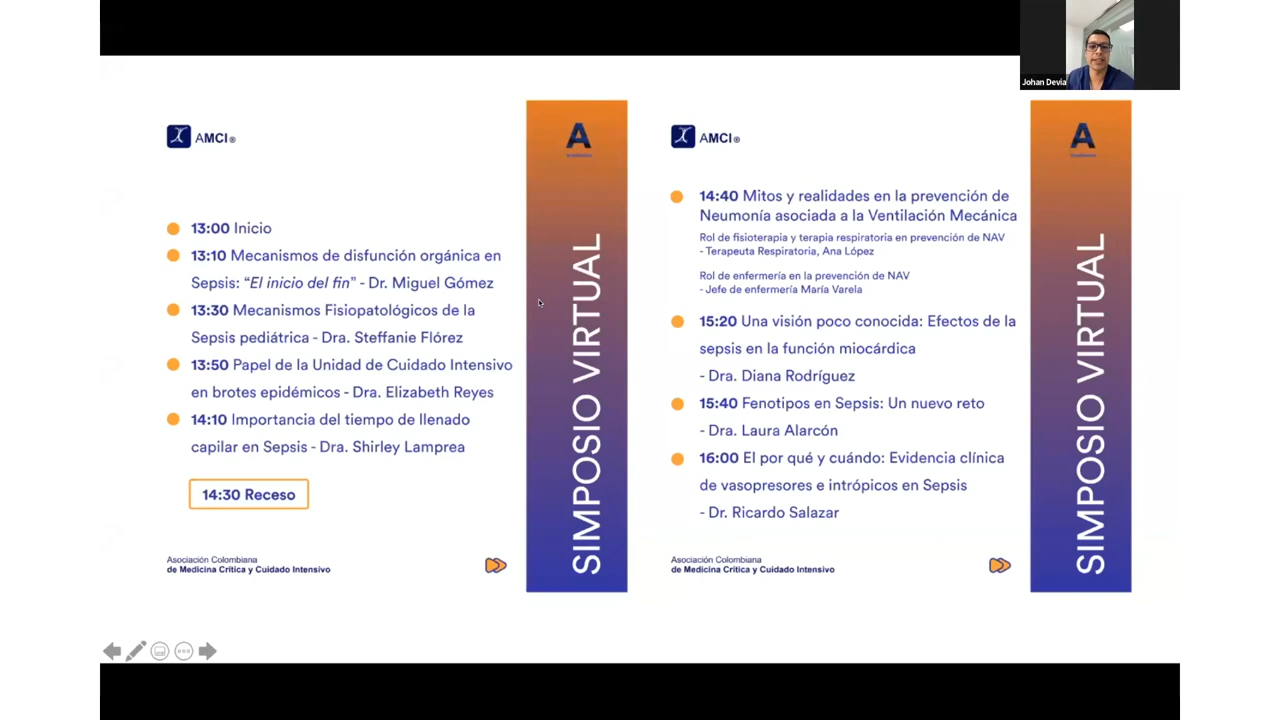 Johan Devia
AMCI®
13:00 Inicio
13:10 Mecanismos de disfunción orgánica en
Sepsis: “El inicio del fin” - Dr. Miguel Gómez
13:30 Mecanismos Fisiopatológicos de la
Sepsis pediátrica - Dra. Steffanie Flórez
13:50 Papel de la Unidad de Cuidado Intensivo
en brotes epidémicos - Dra. Elizabeth Reyes
14:10 Importancia del tiempo de llenado
capilar en Sepsis - Dra. Shirley Lamprea
14:30 Receso
Asociación Colombiana
de Medicina Crítica y Cuidado Intensivo
A
SIMPOSIO VIRTUAL
AMCI®
14:40 Mitos y realidades en la prevención de
Neumonía asociada a la Ventilación Mecánica
Rol de fisioterapia y terapia respiratoria en prevención de NAV
- Terapeuta Respiratoria, Ana López
Rol de enfermería en la prevención de NAV
- Jefe de enfermería María Varela
15:20 Una visión poco conocida: Efectos de la
sepsis en la función miocárdica
- Dra. Diana Rodríguez
15:40 Fenotipos en Sepsis: Un nuevo reto
- Dra. Laura Alarcón
16:00 El por qué y cuándo: Evidencia clínica
de vasopresores e intrópicos en Sepsis
- Dr. Ricardo Salazar
Asociación Colombiana
de Medicina Crítica y Cuidado Intensivo
A
SIMPOSIO VIRTUAL